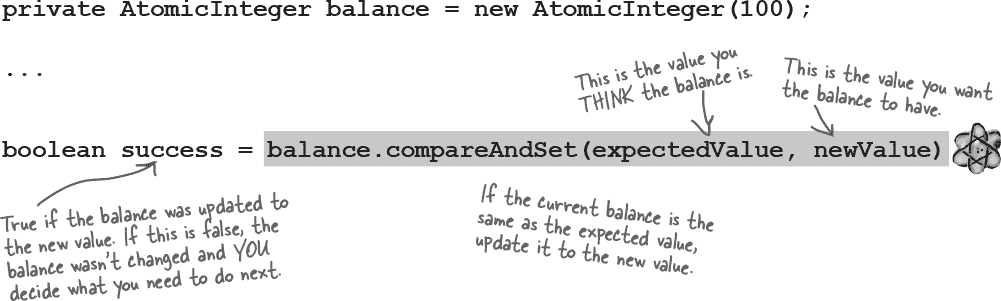 private AtomicInteger balance = new AtomicInteger(100);
...
This is the value you
THINK the balance is.
This is the value you want
the balance to have.
boolean success = balance.compareAndSet(expectedValue, newValue)
True if the balance was updated to
the new value. If this is false, the
balance wasn't changed and YOU
decide what you need to do next.
If the current balance is the
same as the expected value,
update it to the new value.